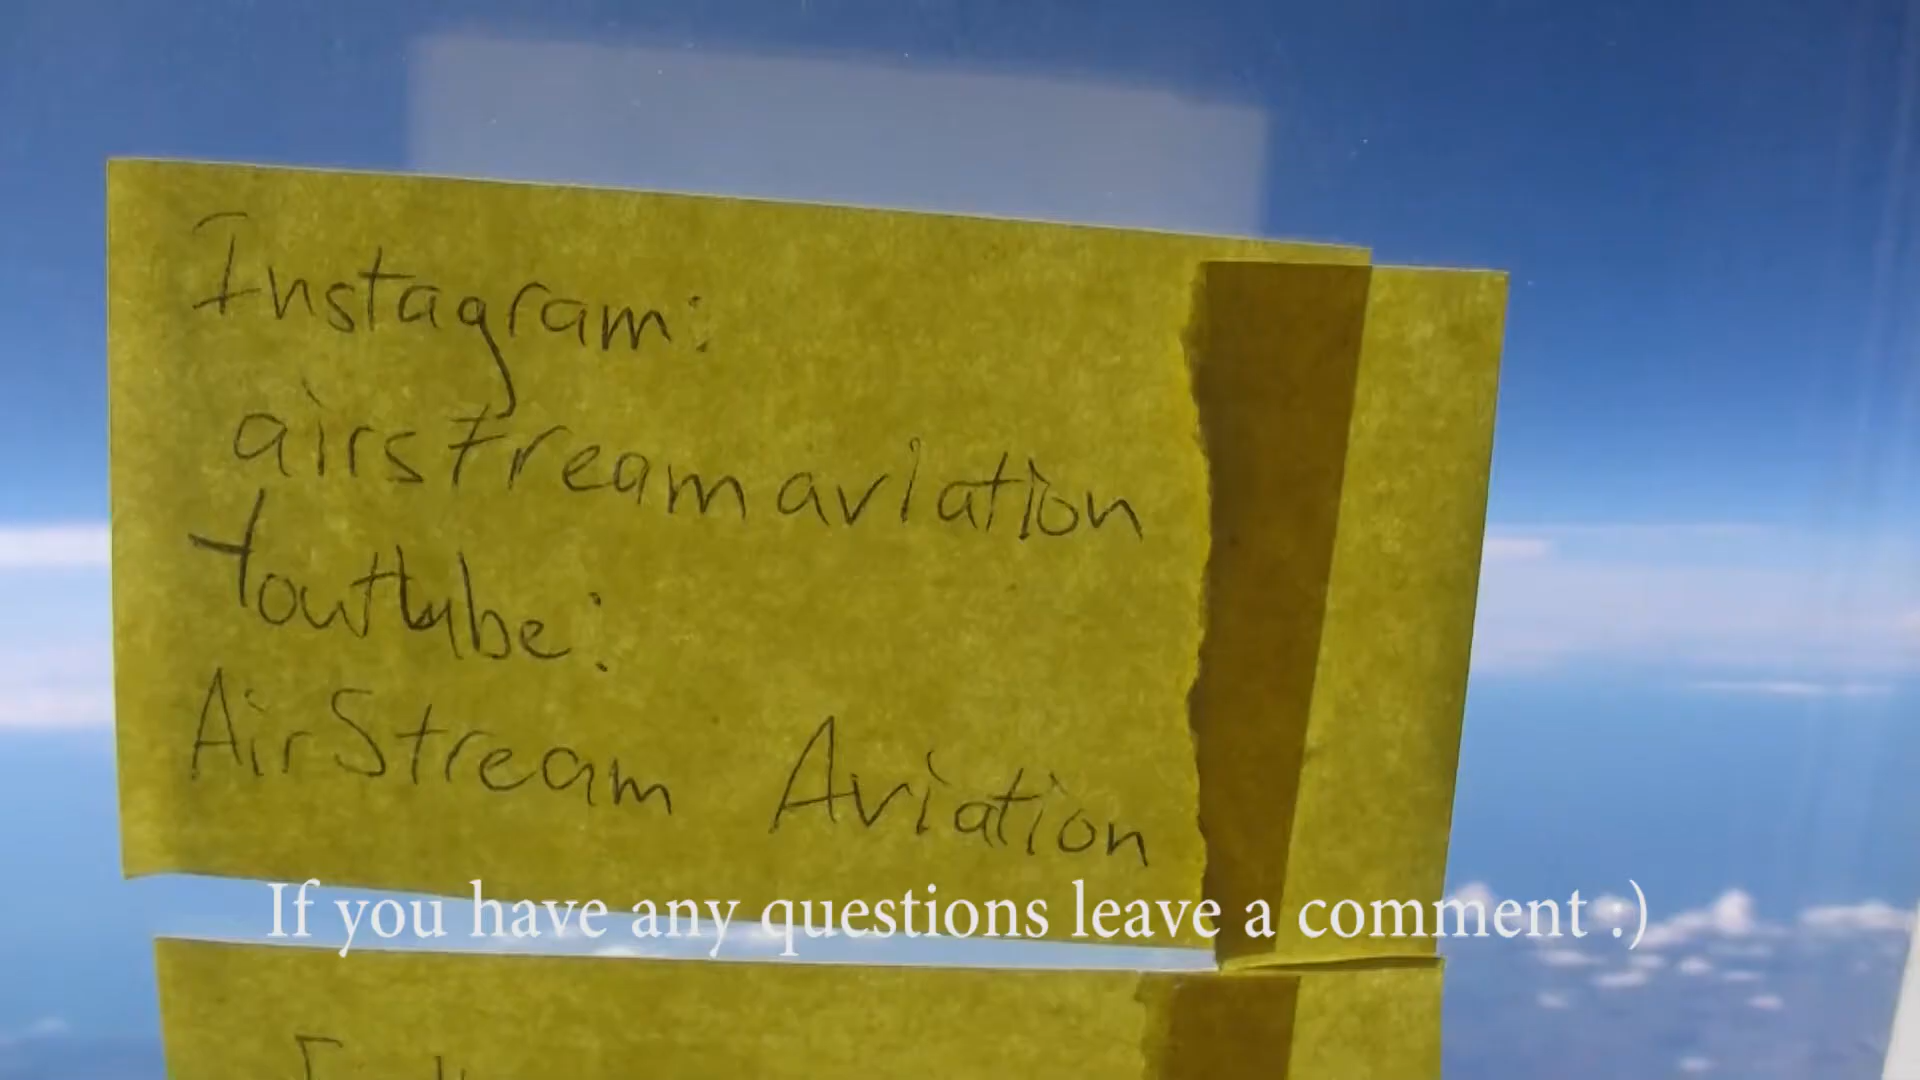 Instagram:
airstreamaviation
Youtube:
AirStream Aviation
If you have any questions leave a comment :)